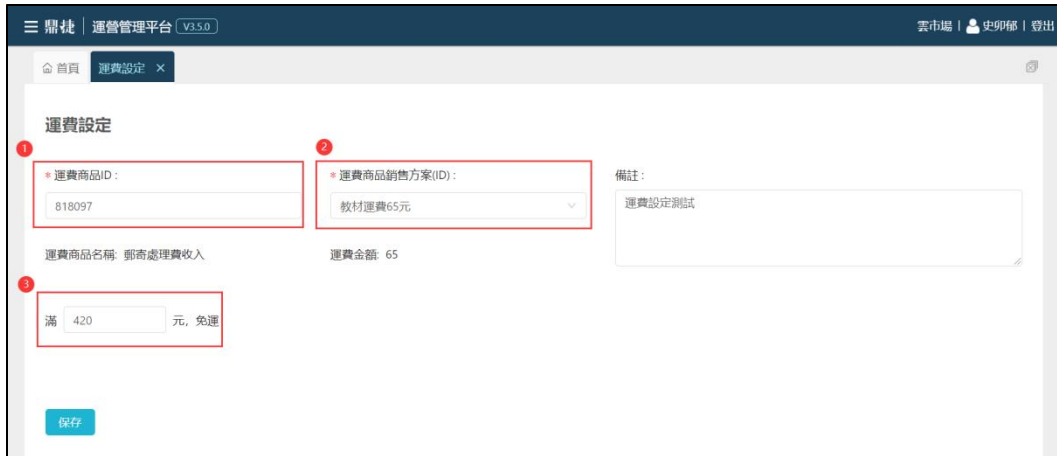 鼎捷 運營管理平台 V3.5.0 雲市場 史卯郁 登出
首頁 運費設定 ×
運費設定
1 2
* 運費商品ID : * 運費商品銷售方案(ID) : 備註 :
818097 教材運費65元 運費設定測試
運費商品名稱: 郵寄處理費收入 運費金額: 65
3
滿 420 元, 免運
保存